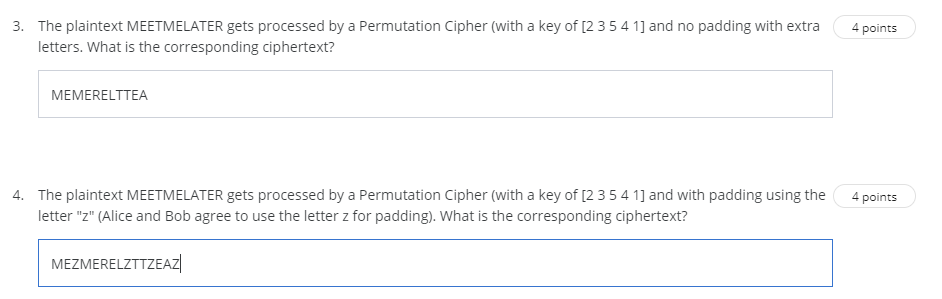 3. The plaintext MEETMELATER gets processed by a Permutation Cipher (with a key of [2 3 5 4 1] and no padding with extra
4 points
letters. What is the corresponding ciphertext?
MEMERELTTEA
4. The plaintext MEETMELATER gets processed by a Permutation Cipher (with a key of [2 3 5 4 1] and with padding using the
4 points
letter "z" (Alice and Bob agree to use the letter z for padding). What is the corresponding ciphertext?
MEZMERELZTTZEAZ